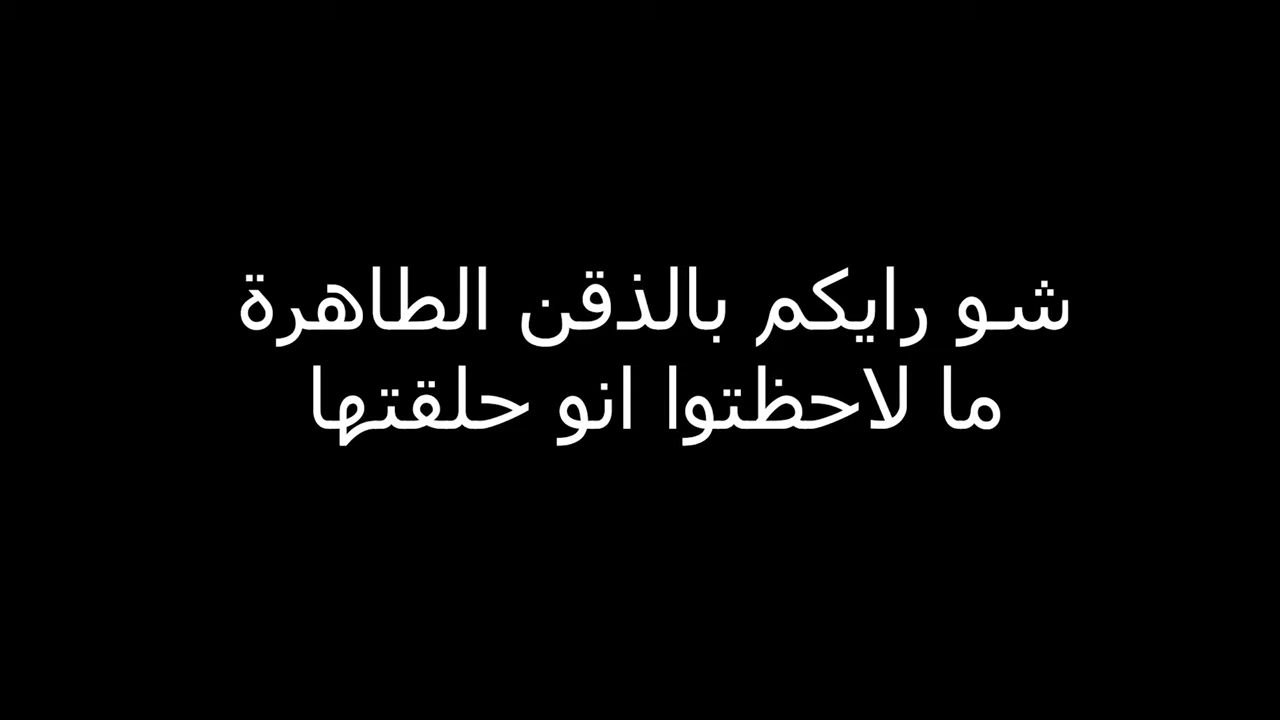 شو رايكم بالذقن الطاهرة
ما لاحظتوا انو حلقتها